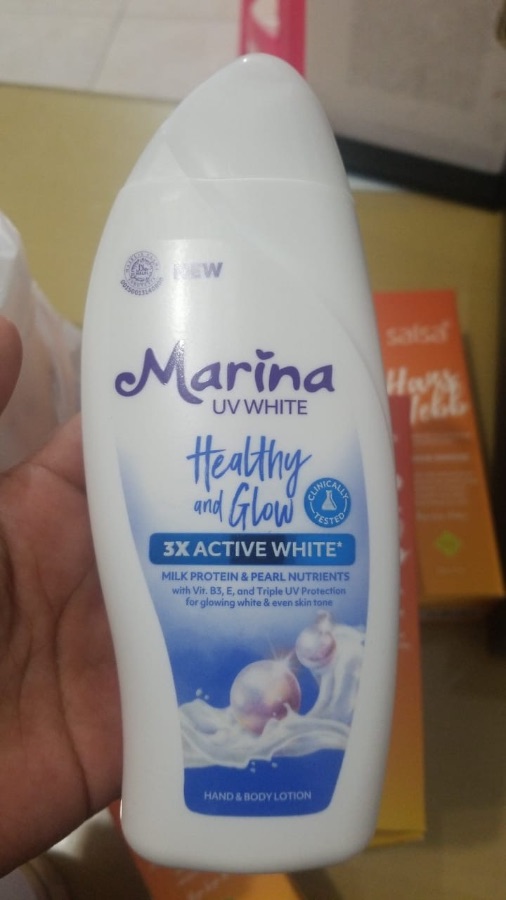 NEW
Marina
UV WHITE
Healthy
and Glow
CLINICALLY
TESTED
3X ACTIVE WHITE*
MILK PROTEIN & PEARL NUTRIENTS
with Vit. B3, E, and Triple UV Protection
for glowing white & even skin tone
HAND & BODY LOTION
salsa